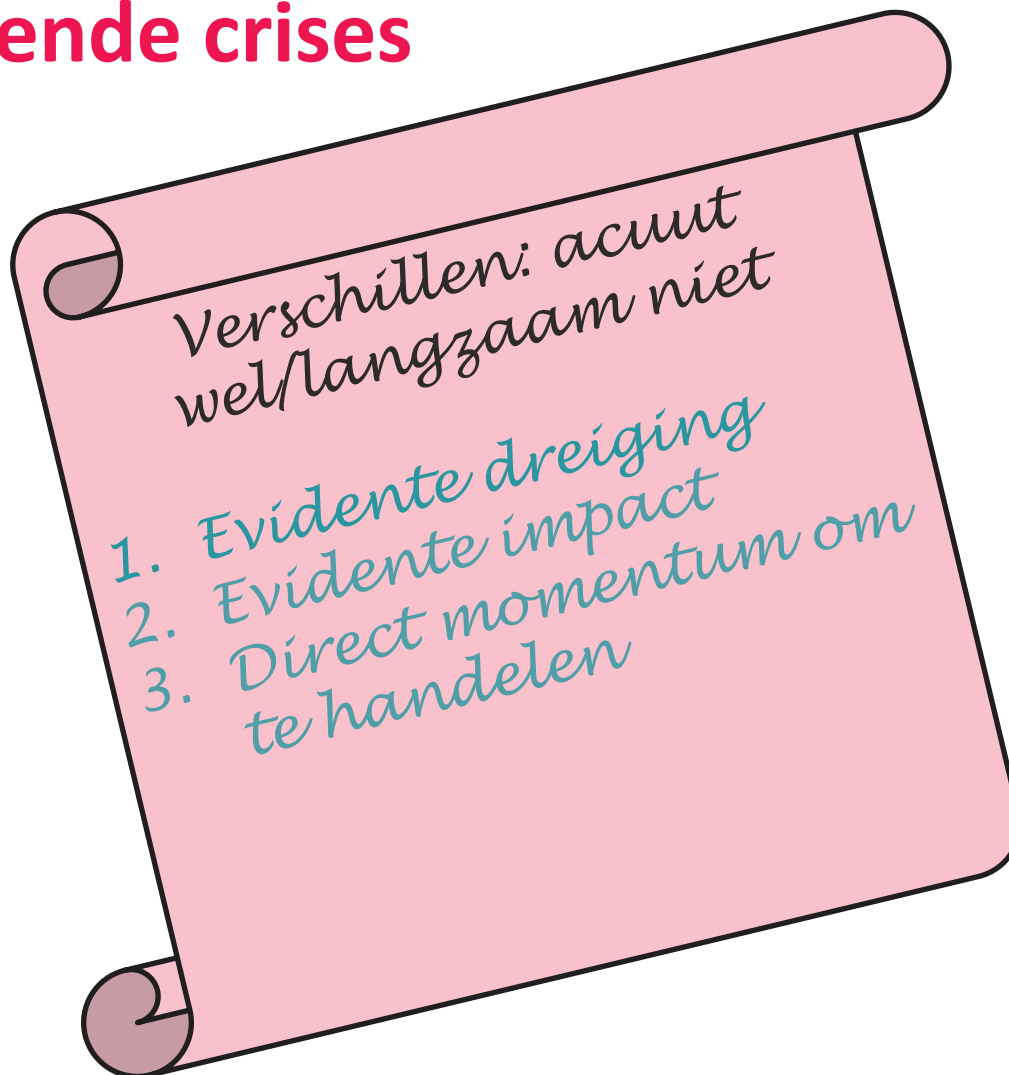 ende crises
Verschillen: acuut
wel/langzaam niet
1. Evidente dreiging
2. Evidente impact
3. Direct momentum om
te handelen